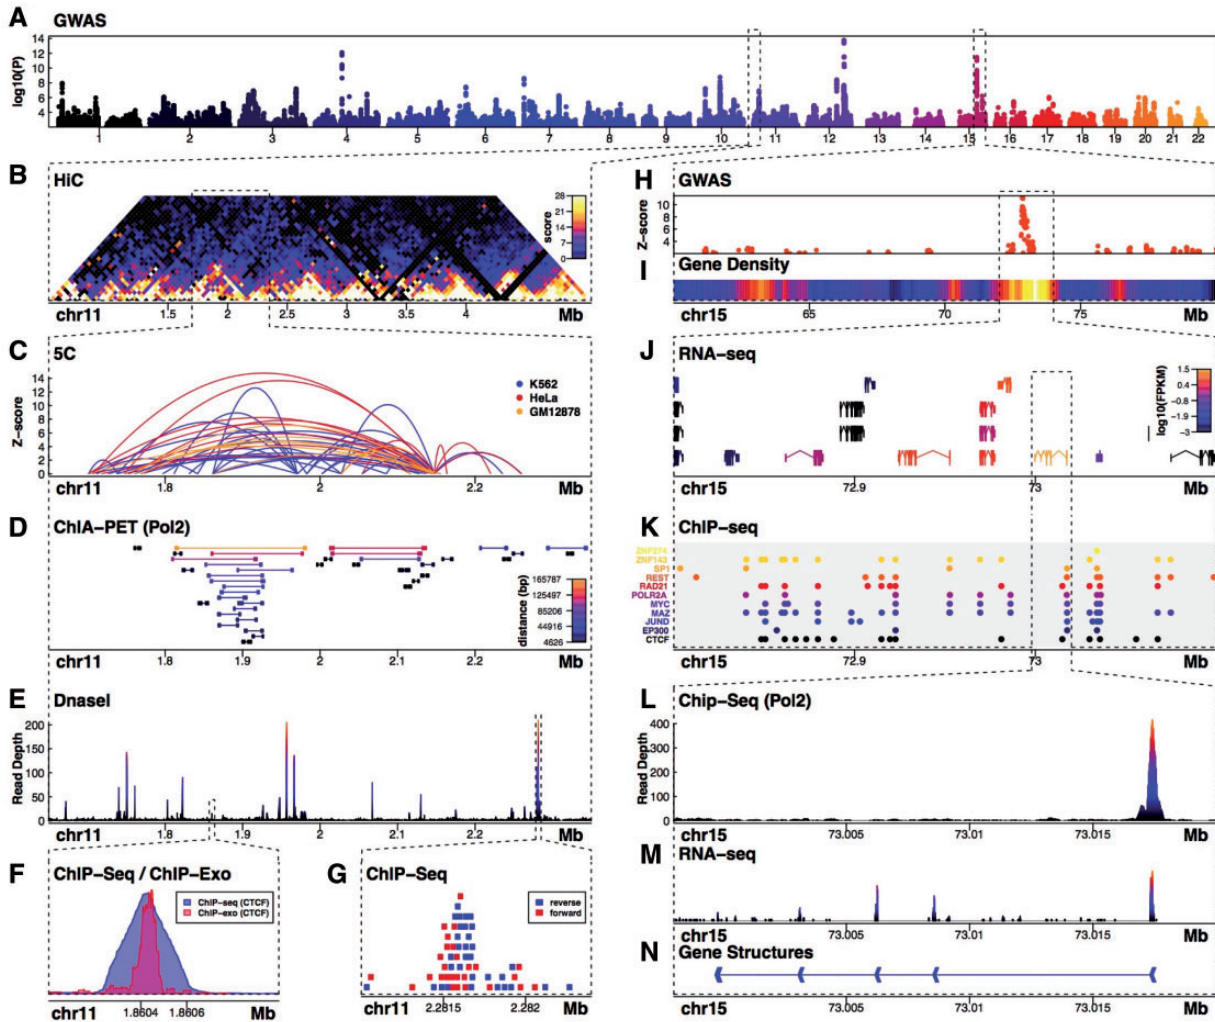 A
GWAS
log10(P)
14
12
10
8
6
4
1
2
3
4
5
6
7
8
9
10
11
12
13
14
15
16
17
18
19
20
21
22
B
HiC
score
28
21
14
7
0
chr11
1.5
2
2.5
3
3.5
4
Mb
C
5C
Z-score
14
12
10
8
6
4
2
0
K562
HeLa
GM12878
chr11
1.8
2
2.2
Mb
D
ChIA-PET (Pol2)
distance (bp)
165787
125497
85206
44916
4626
chr11
1.8
1.9
2
2.1
2.2
Mb
E
DnaseI
Read Depth
200
150
100
50
0
chr11
1.8
1.9
2
2.1
2.2
Mb
F
ChIP-Seq / ChIP-Exo
ChIP-seq (CTCF)
ChIP-exo (CTCF)
chr11
1.8604
1.8606
Mb
G
ChIP-Seq
reverse
forward
chr11
2.2815
2.282
Mb
H
GWAS
Z-score
10
8
6
4
I
Gene Density
chr15
65
70
75
Mb
J
RNA-seq
log10(FPKM)
1.5
0.4
-0.8
-1.9
-3
chr15
72.9
73
Mb
K
ChIP-seq
ZNF274
ZNF143
SP1
REST
RAD21
POLR2A
MYC
MAZ
JUND
EP300
CTCF
chr15
72.9
73
Mb
L
Chip-Seq (Pol2)
Read Depth
400
300
200
100
0
chr15
73.005
73.01
73.015
Mb
M
RNA-seq
chr15
73.005
73.01
73.015
Mb
N
Gene Structures
chr15
73.005
73.01
73.015
Mb